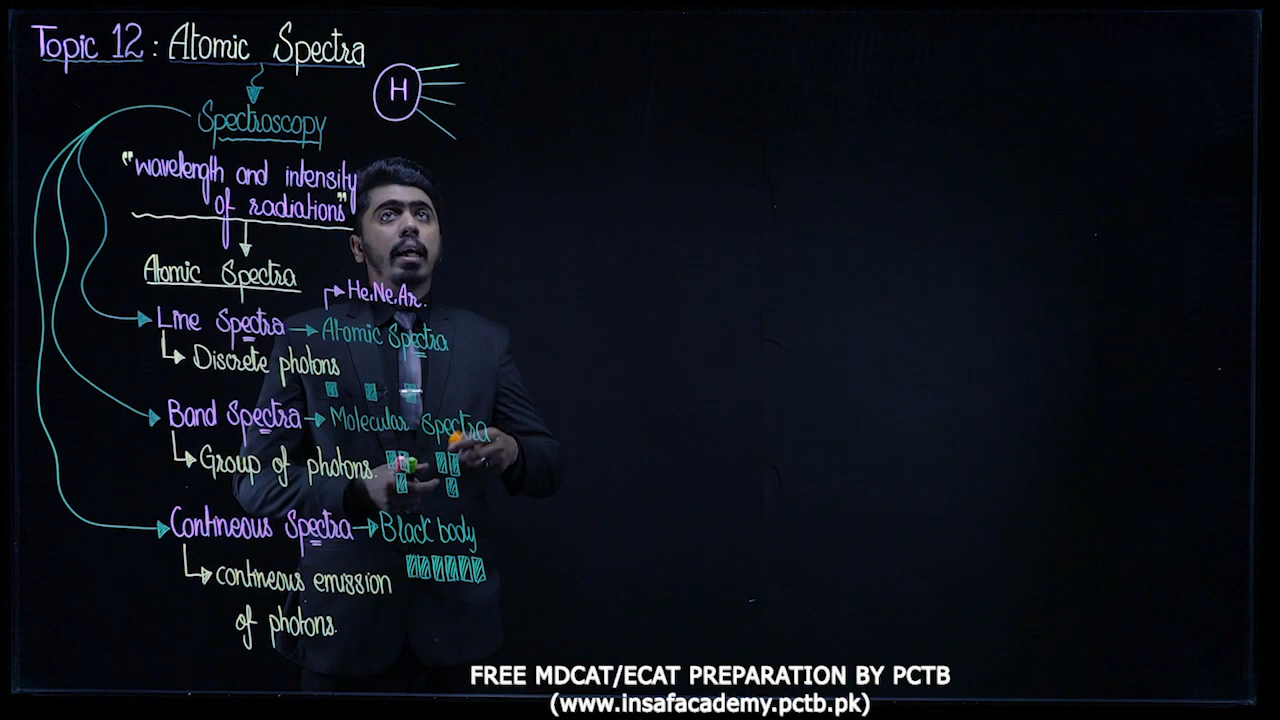 Topic 12 : Atomic Spectra
H
Spectroscopy
"wavelength and intensity
of radiations"
Atomic Spectra
He,Ne,Ar.
Line Spectra → Atomic Spectra
Discrete photons
Band Spectra → Molecular Spectra
Group of photons.
Contineous Spectra → Black body
contineous emission
of photons.
FREE MDCAT/ECAT PREPARATION BY PCTB
(www.insafacademy.pctb.pk)